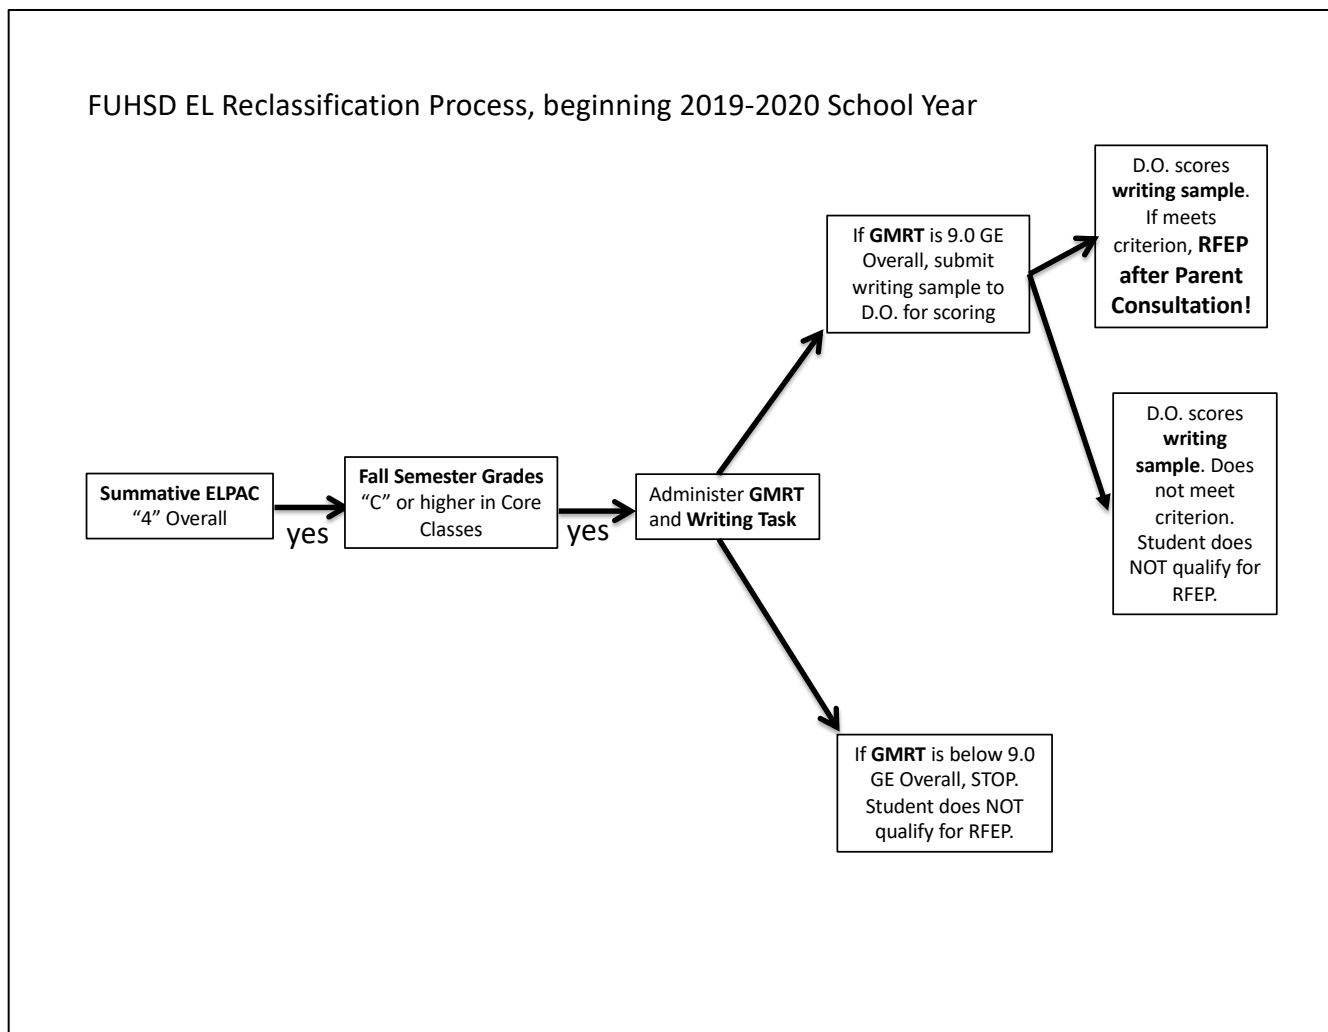 FUHSD EL Reclassification Process, beginning 2019-2020 School Year
Summative ELPAC
“4” Overall
yes
Fall Semester Grades
“C” or higher in Core
Classes
yes
Administer GMRT
and Writing Task
If GMRT is 9.0 GE
Overall, submit
writing sample to
D.O. for scoring
D.O. scores
writing sample.
If meets
criterion, RFEP
after Parent
Consultation!
D.O. scores
writing
sample. Does
not meet
criterion.
Student does
NOT qualify for
RFEP.
If GMRT is below 9.0
GE Overall, STOP.
Student does NOT
qualify for RFEP.